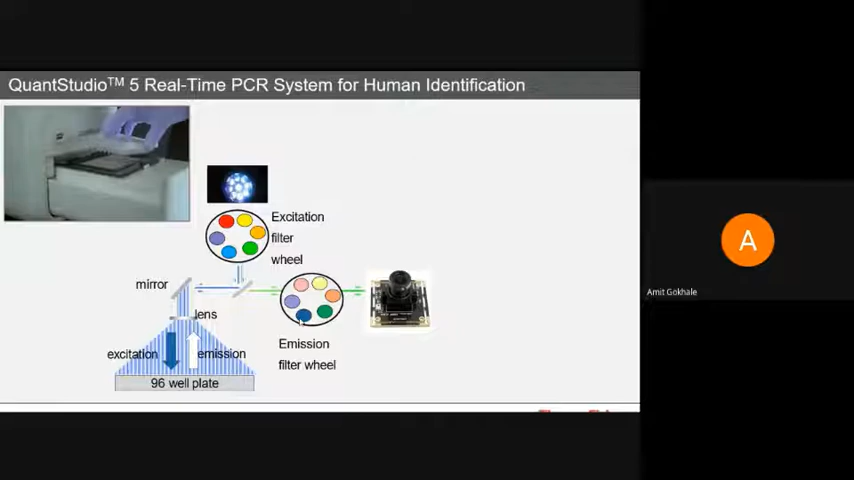 QuantStudio™ 5 Real-Time PCR System for Human Identification
Excitation
filter
wheel
mirror
lens
Emission
filter wheel
excitation
emission
96 well plate
A
Amit Gokhale